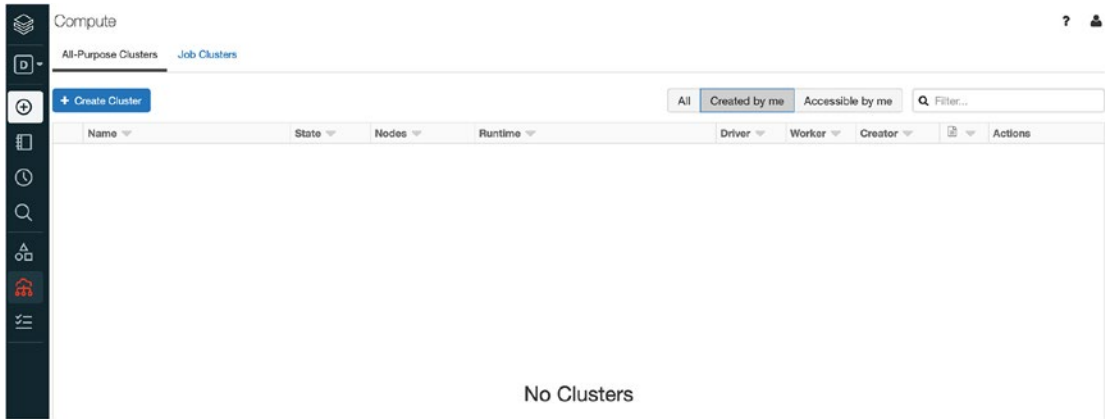 Compute
?
All-Purpose Clusters Job Clusters
D
+ Create Cluster
All Created by me Accessible by me Filter...
Name State Nodes Runtime Driver Worker Creator Actions
No Clusters